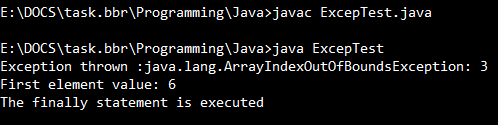 E:\DOCS\task.bbr\Programming\Java>javac ExcepTest.java
E:\DOCS\task.bbr\Programming\Java>java ExcepTest
Exception thrown :java.lang.ArrayIndexOutOfBoundsException: 3
First element value: 6
The finally statement is executed